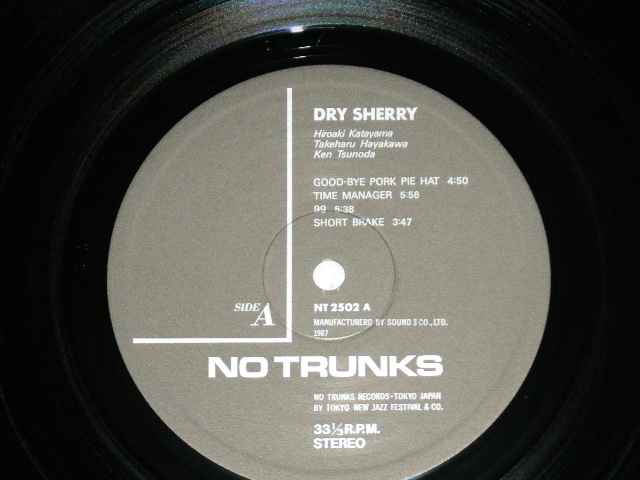 DRY SHERRY
Hiroaki Katayama
Takeharu Hayakawa
Ken Tsunoda
GOOD-BYE PORK PIE HAT 4:50
TIME MANAGER 5:58
99 5:38
SHORT BRAKE 3:47
SIDE A
NT 2502 A
MANUFACTURERD BY SOUND 3 CO., LTD.
1987
NO TRUNKS
NO TRUNKS RECORDS・TOKYO JAPAN
BY TOKYO NEW JAZZ FESTIVAL & CO.
33⅓ R.P.M.
STEREO